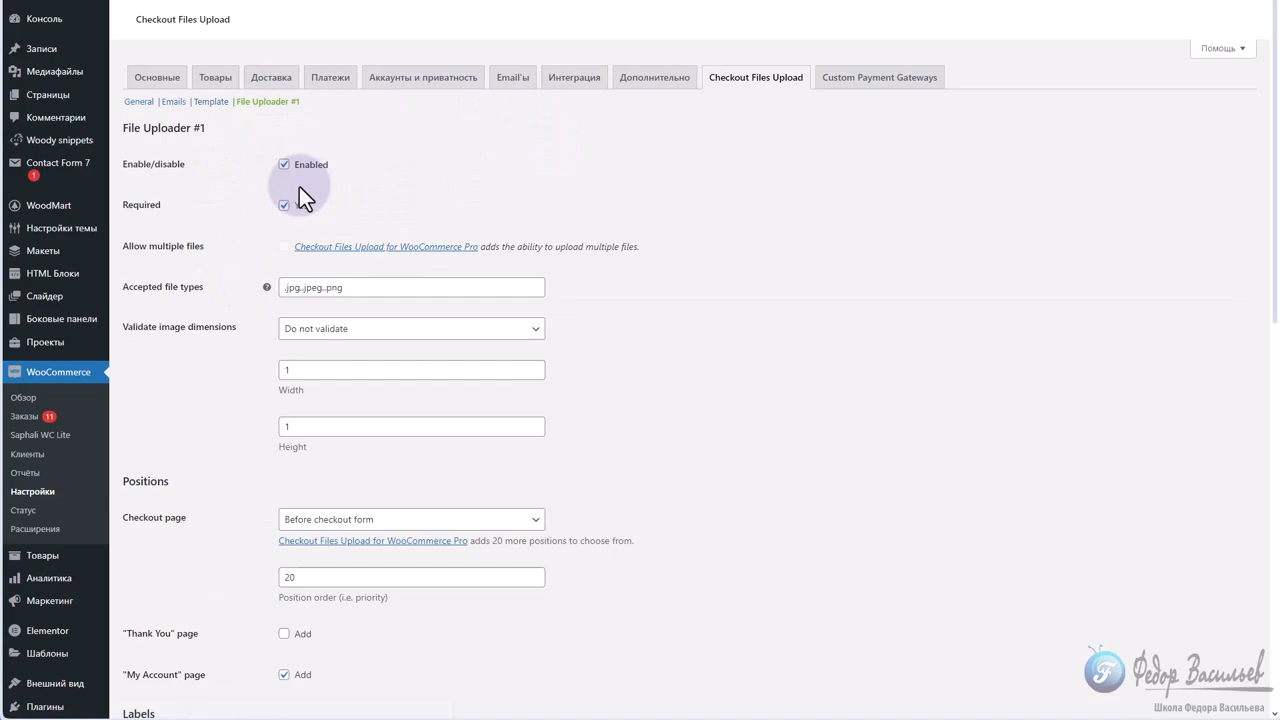 Консоль
Записи
Медиафайлы
Страницы
Комментарии
Woody snippets
Contact Form 7
1
WoodMart
Настройки темы
Макеты
HTML Блоки
Слайдер
Боковые панели
Проекты
WooCommerce
Обзор
Заказы 11
Saphali WC Lite
Клиенты
Отчёты
Настройки
Статус
Расширения
Товары
Аналитика
Маркетинг
Elementor
Шаблоны
Внешний вид
Плагины
Checkout Files Upload
Помощь ▼
Основные Товары Доставка Платежи Аккаунты и приватность Email'ы Интеграция Дополнительно Checkout Files Upload Custom Payment Gateways
General | Emails | Template | File Uploader #1
File Uploader #1
Enable/disable Enabled
Required
Allow multiple files Checkout Files Upload for WooCommerce Pro adds the ability to upload multiple files.
Accepted file types .jpg,.jpeg,.png
Validate image dimensions Do not validate
1
Width
1
Height
Positions
Checkout page Before checkout form
Checkout Files Upload for WooCommerce Pro adds 20 more positions to choose from.
20
Position order (i.e. priority)
"Thank You" page Add
"My Account" page Add
Labels
Федор Васильев
Школа Федора Васильева